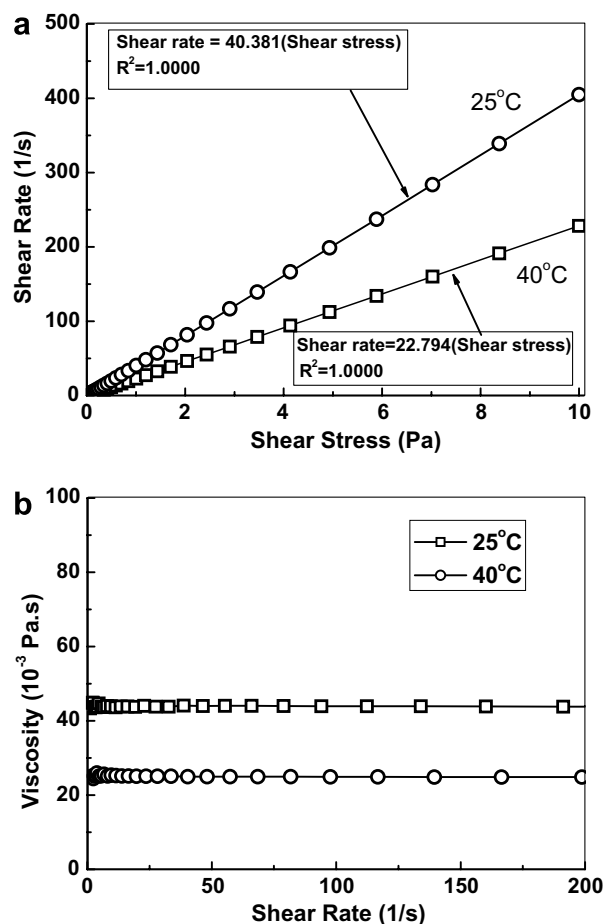 a
500
400
300
200
100
0
Shear Rate (1/s)
Shear rate = 40.381(Shear stress)
R²=1.0000
25°C
40°C
Shear rate=22.794(Shear stress)
R²=1.0000
0 2 4 6 8 10
Shear Stress (Pa)
b
100
80
60
40
20
0
Viscosity (10⁻³ Pa.s)
25°C
40°C
0 50 100 150 200
Shear Rate (1/s)